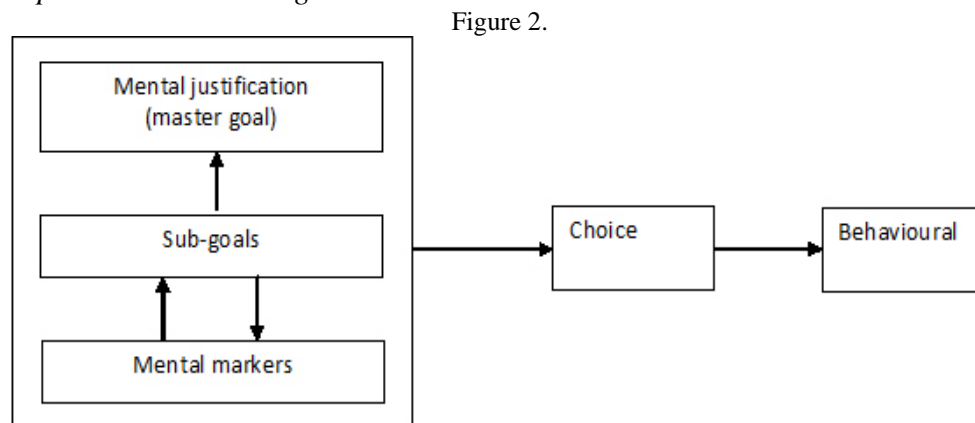 Figure 2.
Mental justification
(master goal)
Sub-goals
Mental markers
Choice
Behavioural